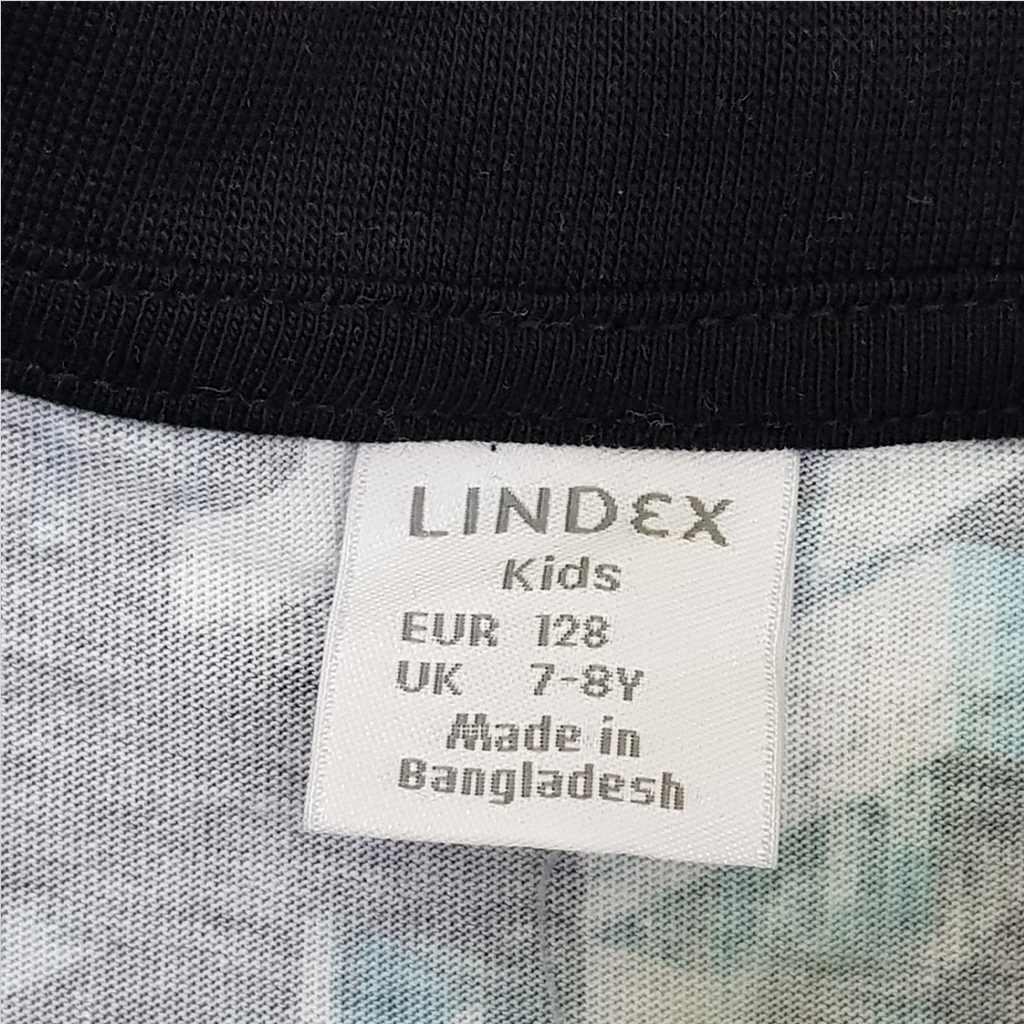 LINDEX
Kids
EUR 128
UK 7-8Y
Made in
Bangladesh